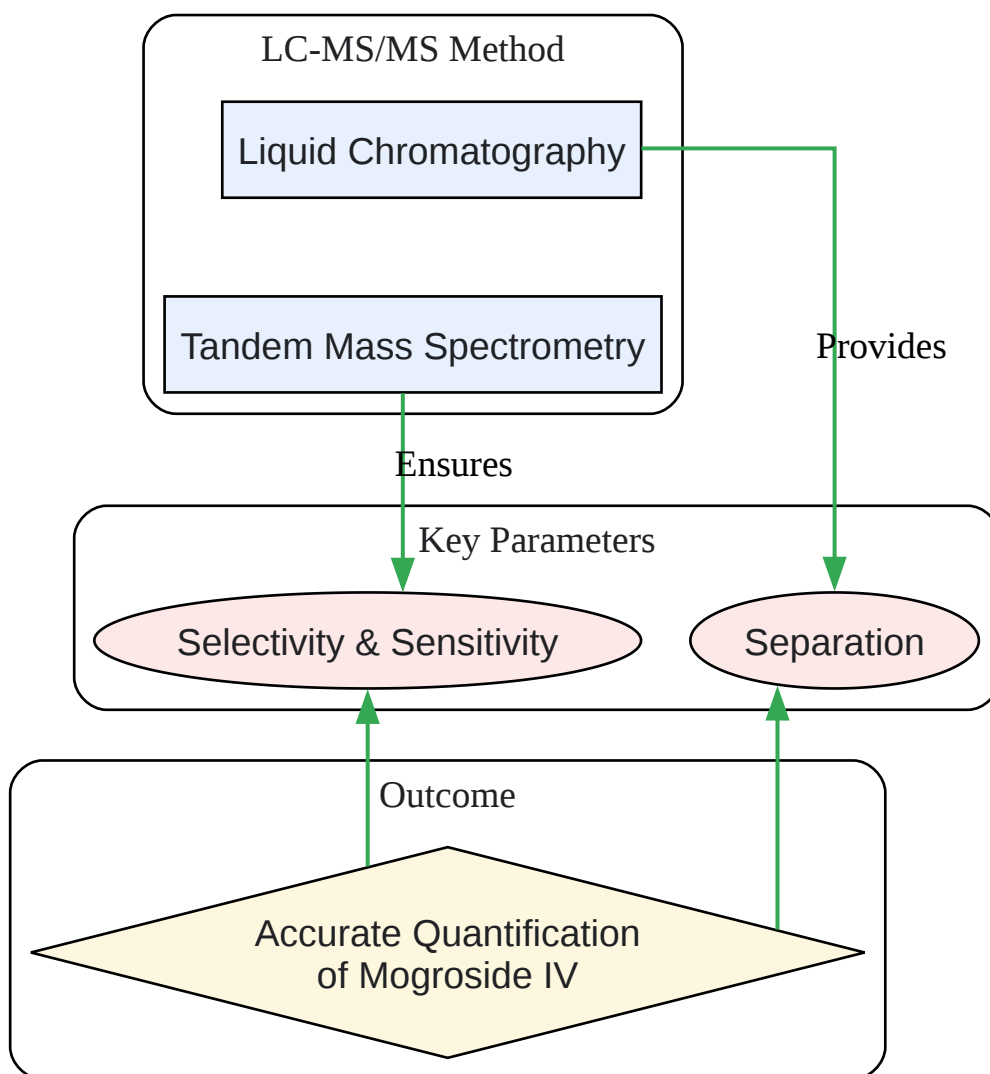 LC-MS/MS Method
Liquid Chromatography
Tandem Mass Spectrometry
Provides
Ensures
Key Parameters
Selectivity & Sensitivity
Separation
Outcome
Accurate Quantification
of Mogroside IV